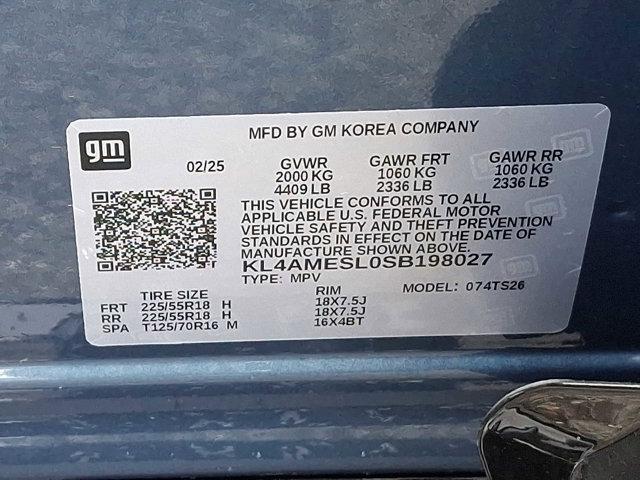 gm
MFD BY GM KOREA COMPANY
02/25 GVWR GAWR FRT GAWR RR
2000 KG 1060 KG 1060 KG
4409 LB 2336 LB 2336 LB
THIS VEHICLE CONFORMS TO ALL
APPLICABLE U.S. FEDERAL MOTOR
VEHICLE SAFETY AND THEFT PREVENTION
STANDARDS IN EFFECT ON THE DATE OF
MANUFACTURE SHOWN ABOVE.
KL4AMESL0SB198027
TYPE: MPV MODEL: 074TS26
TIRE SIZE RIM
FRT 225/55R18 H 18X7.5J
RR 225/55R18 H 18X7.5J
SPA T125/70R16 M 16X4BT